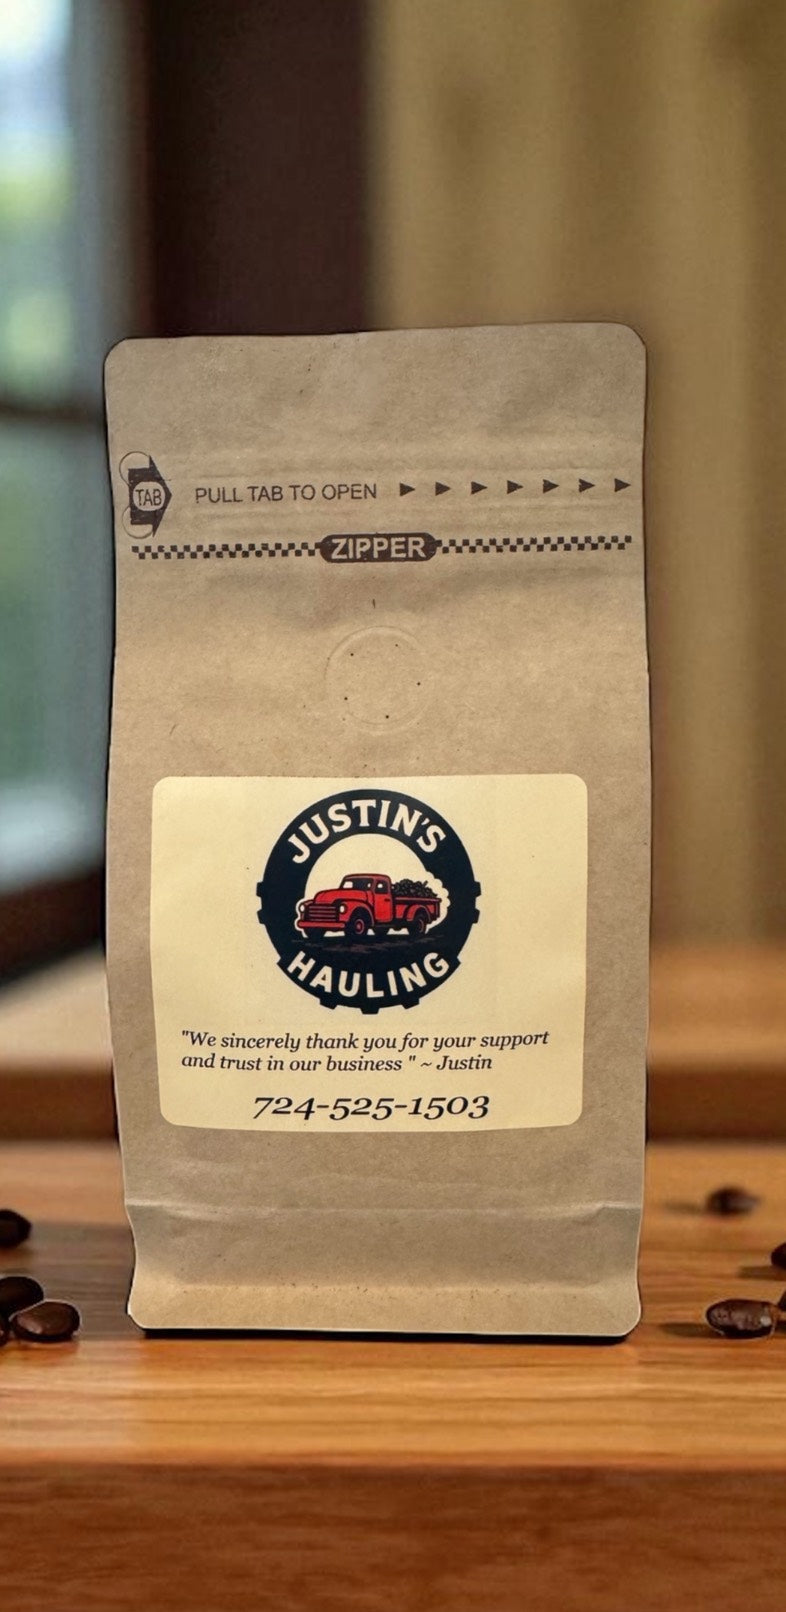 TAB
PULL TAB TO OPEN
ZIPPER
JUSTIN'S
HAULING
"We sincerely thank you for your support
and trust in our business " ~ Justin
724-525-1503